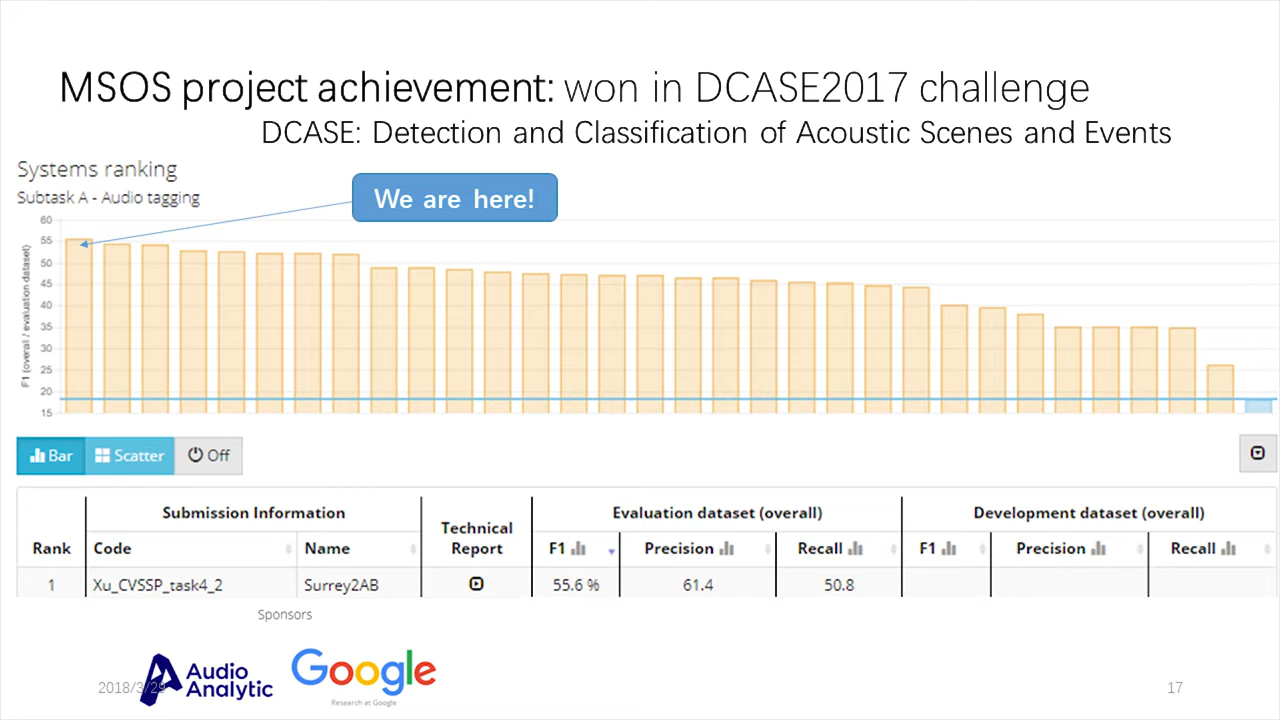 MSOS project achievement: won in DCASE2017 challenge
DCASE: Detection and Classification of Acoustic Scenes and Events
Systems ranking
Subtask A - Audio tagging
We are here!
F1 (overall / evaluation dataset)
60
55
50
45
40
35
30
25
20
15
Bar Scatter Off
Submission Information Evaluation dataset (overall) Development dataset (overall)
Rank Code Name Technical Report F1 Precision Recall F1 Precision Recall
1 Xu_CVSSP_task4_2 Surrey2AB 55.6 % 61.4 50.8
Sponsors
Audio Analytic
Google
Research at Google
2018/3/29
17